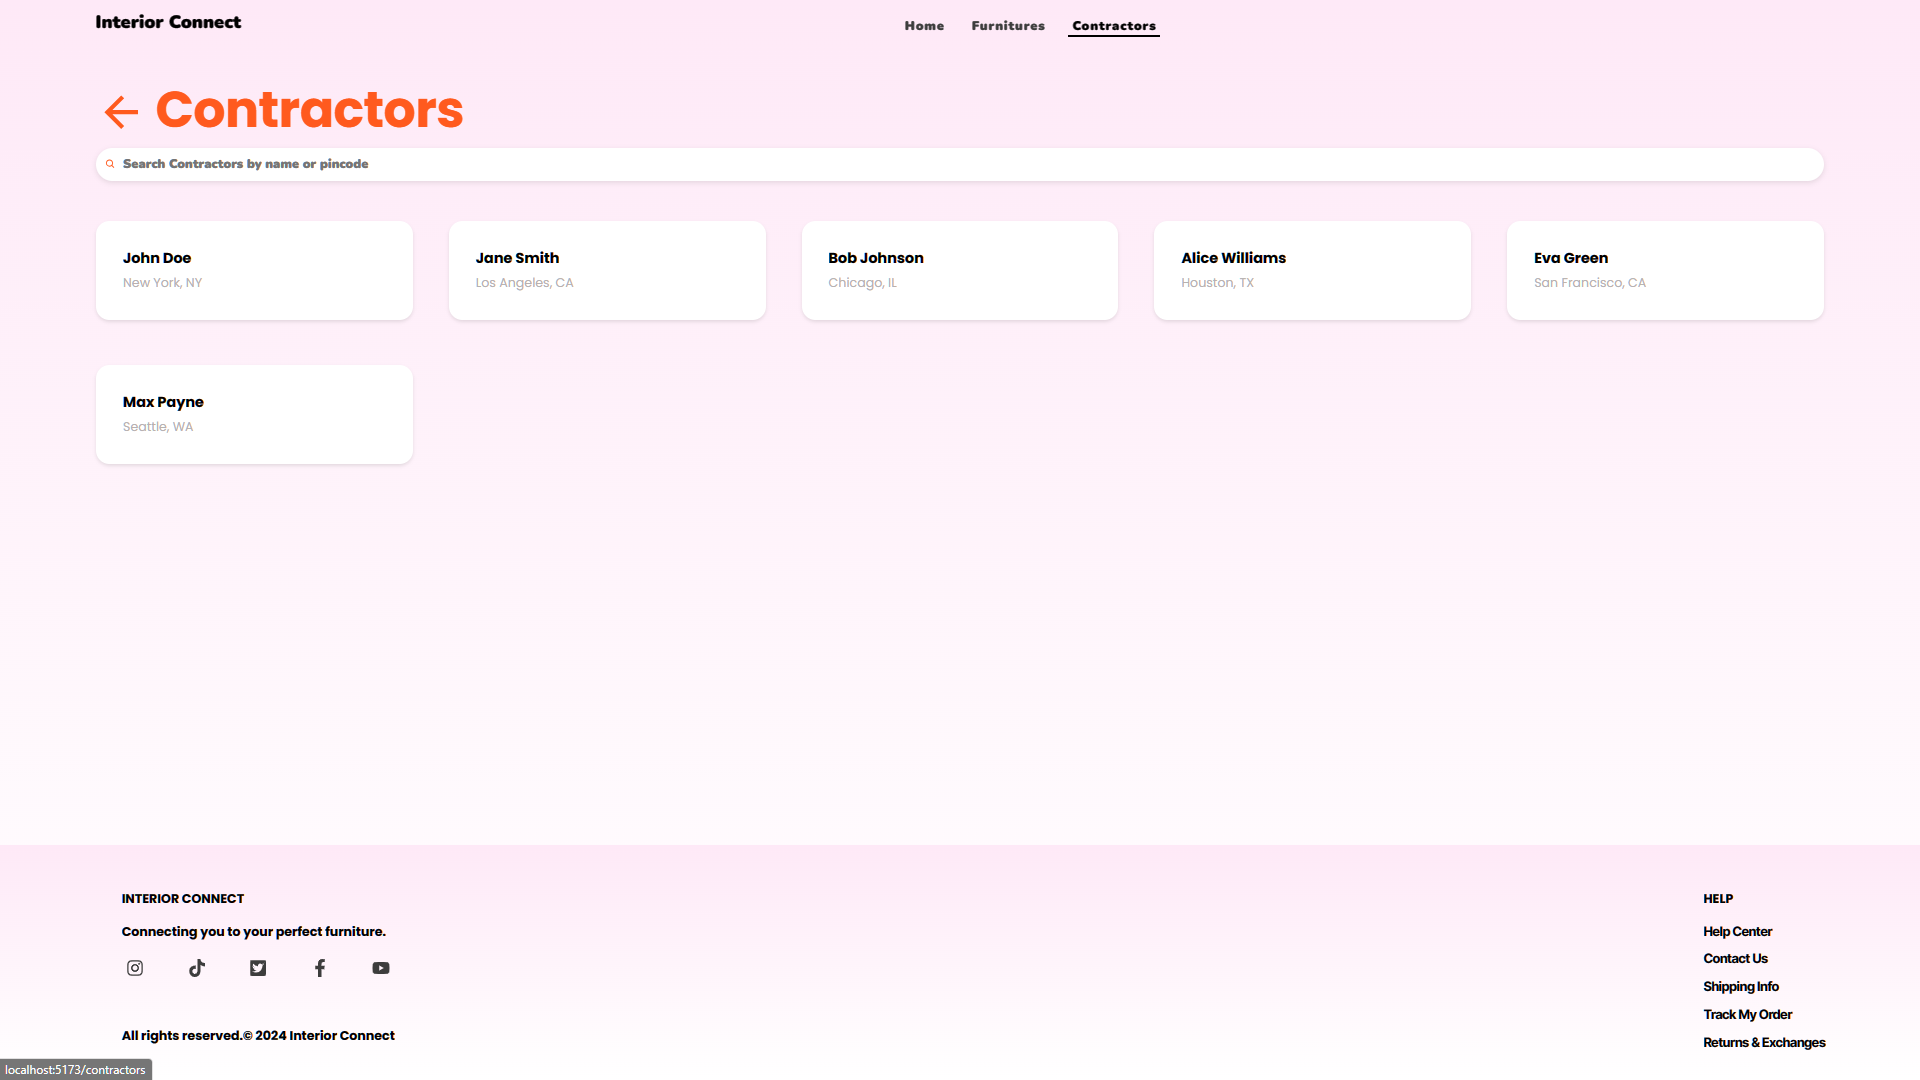 Interior Connect
Home Furnitures Contractors
Contractors
Search Contractors by name or pincode
John Doe
New York, NY
Jane Smith
Los Angeles, CA
Bob Johnson
Chicago, IL
Alice Williams
Houston, TX
Eva Green
San Francisco, CA
Max Payne
Seattle, WA
INTERIOR CONNECT
Connecting you to your perfect furniture.
All rights reserved.© 2024 Interior Connect
HELP
Help Center
Contact Us
Shipping Info
Track My Order
Returns & Exchanges
localhost:5173/contractors